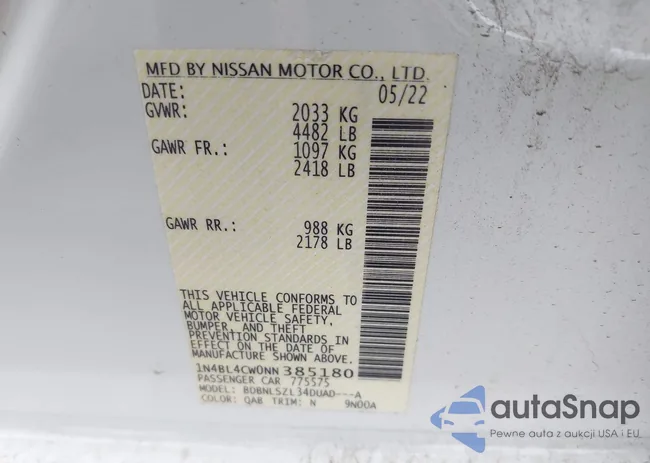 MFD BY NISSAN MOTOR CO., LTD.
DATE: 05/22
GVWR: 2033 KG
4482 LB
GAWR FR.: 1097 KG
2418 LB
GAWR RR.: 988 KG
2178 LB
THIS VEHICLE CONFORMS TO
ALL APPLICABLE FEDERAL
MOTOR VEHICLE SAFETY,
BUMPER, AND THEFT
PREVENTION STANDARDS IN
EFFECT ON THE DATE OF
MANUFACTURE SHOWN ABOVE.
1N4BL4CW0NN385180
PASSENGER CAR 775575
MODEL: BDBNLSZL34DUAD---A
COLOR: QAB TRIM: N 9N00A
autoSnap
Pewne auta z aukcji USA i EU.